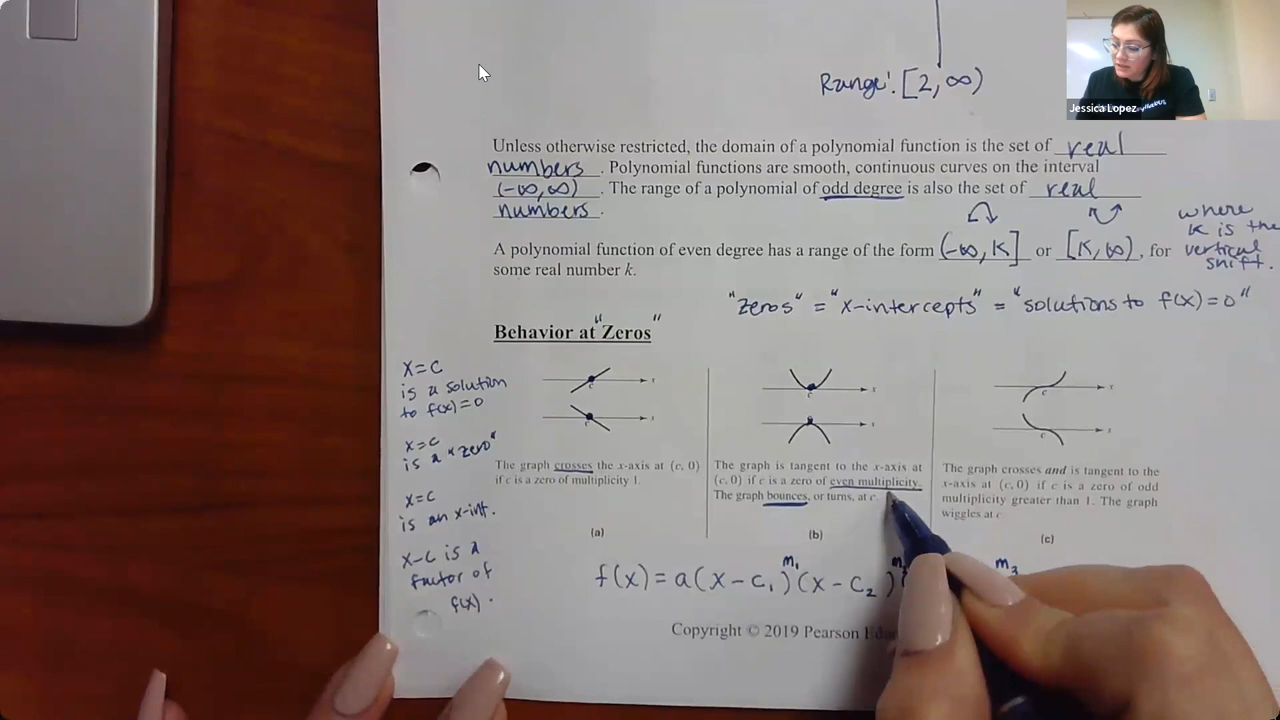 Range: [2, ∞)
Jessica Lopez
Unless otherwise restricted, the domain of a polynomial function is the set of real
numbers. Polynomial functions are smooth, continuous curves on the interval
(-∞, ∞). The range of a polynomial of odd degree is also the set of real
numbers.
where
K is the
vertical
shift.
A polynomial function of even degree has a range of the form (-∞, K] or [K, ∞), for
some real number k.
"Zeros" = "x-intercepts" = "solutions to f(x) = 0"
Behavior at "Zeros"
x = c
is a solution
to f(x) = 0
x = c
is a "zero"
x = c
is an x-int.
x - c is a
factor of
f(x).
c
x
c
x
The graph crosses the x-axis at (c, 0)
if c is a zero of multiplicity 1.
(a)
c
x
c
x
The graph is tangent to the x-axis at
(c, 0) if c is a zero of even multiplicity.
The graph bounces, or turns, at c.
(b)
c
x
c
x
The graph crosses and is tangent to the
x-axis at (c, 0) if c is a zero of odd
multiplicity greater than 1. The graph
wiggles at c
(c)
f(x) = a(x - c₁)^m₁ (x - c₂) m₃
Copyright © 2019 Pearson